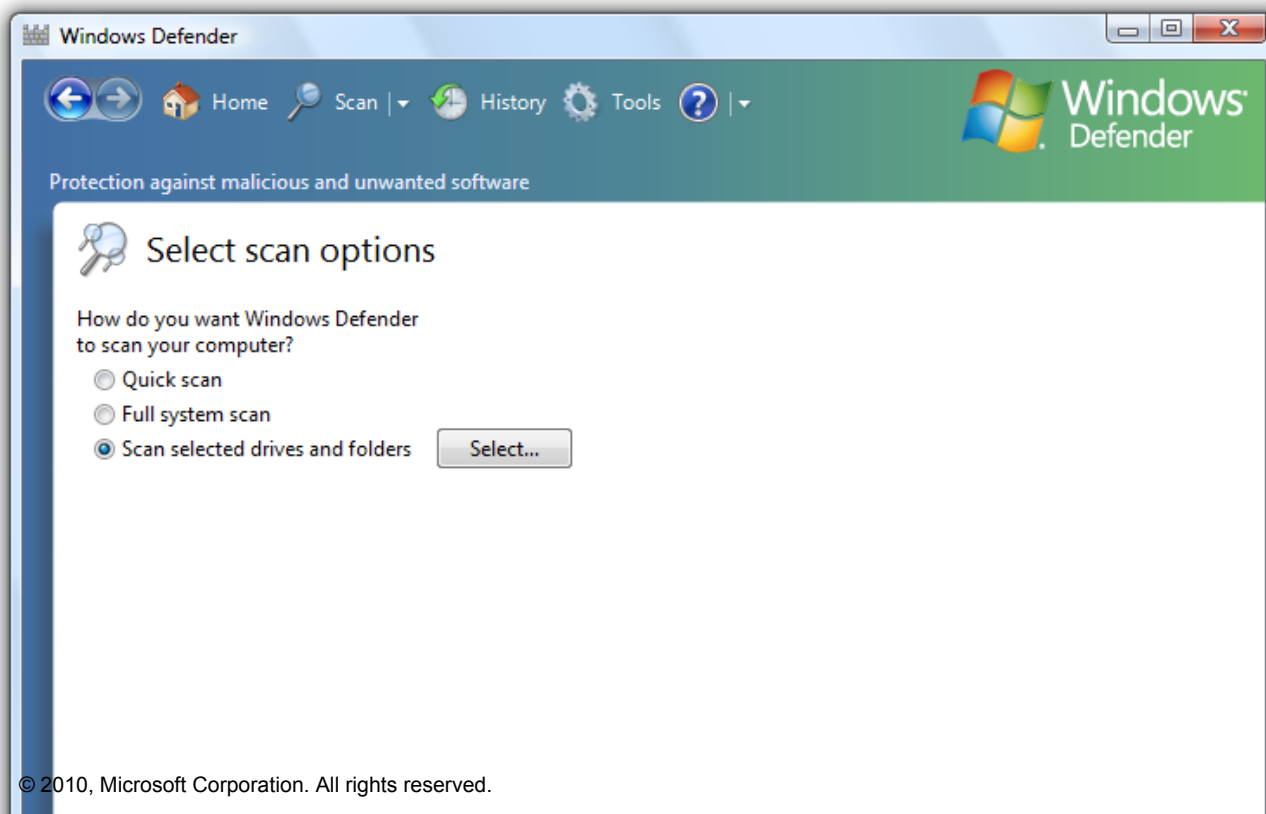 Windows Defender
Home Scan History Tools
Windows
Defender
Protection against malicious and unwanted software
Select scan options
How do you want Windows Defender
to scan your computer?
Quick scan
Full system scan
Scan selected drives and folders Select...
© 2010, Microsoft Corporation. All rights reserved.